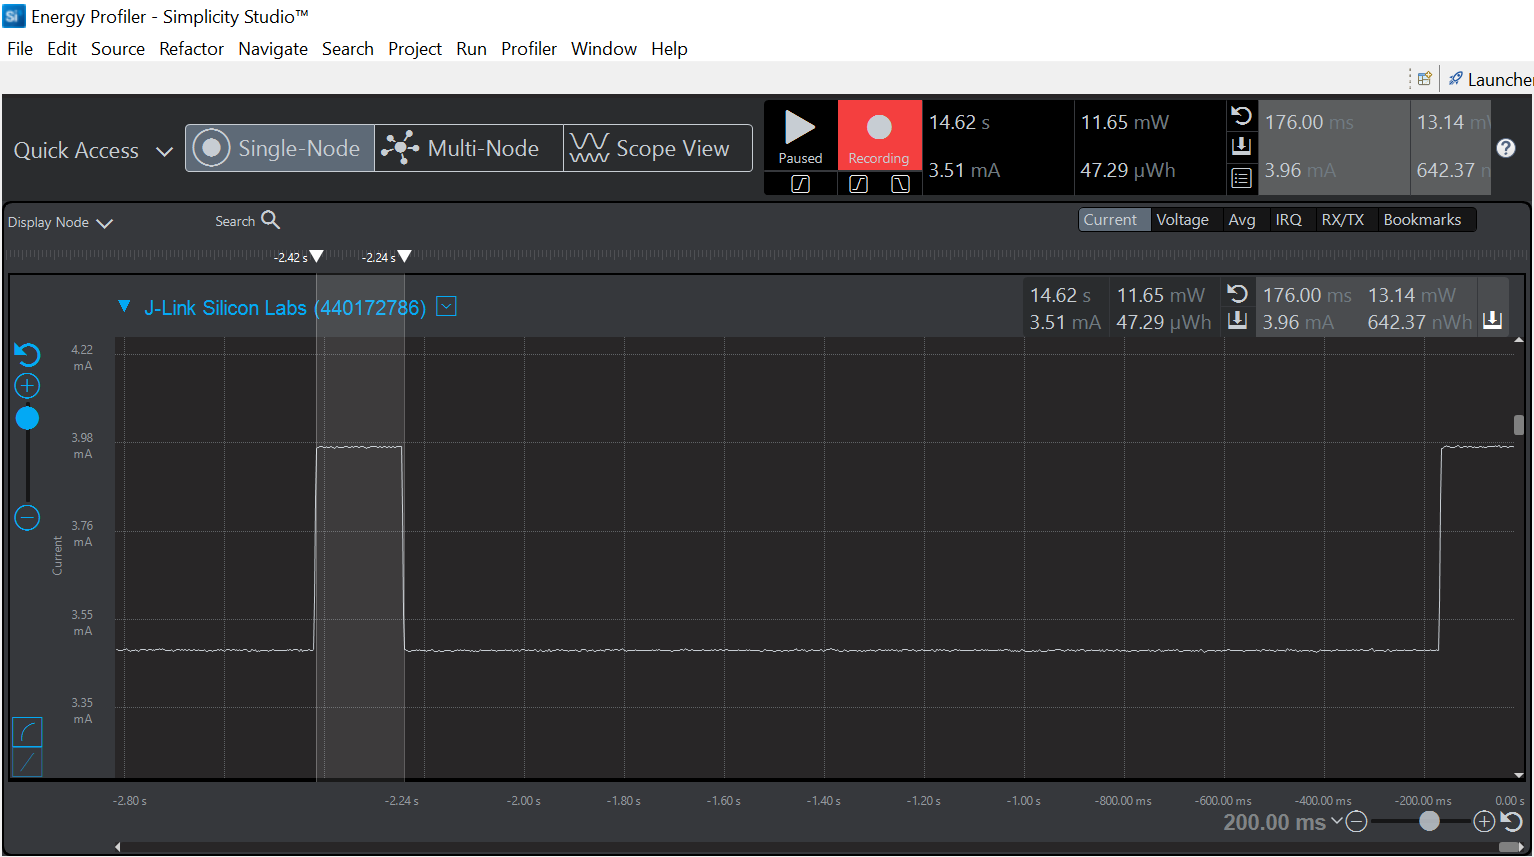 Si Energy Profiler - Simplicity Studio™
File Edit Source Refactor Navigate Search Project Run Profiler Window Help
Launcher
Quick Access
Single-Node
Multi-Node
Scope View
Paused
Recording
14.62 s
3.51 mA
11.65 mW
47.29 µWh
176.00 ms
3.96 mA
13.14 mW
642.37 n
?
Display Node
Search
Current Voltage Avg IRQ RX/TX Bookmarks
-2.42 s
-2.24 s
J-Link Silicon Labs (440172786)
14.62 s 11.65 mW
3.51 mA 47.29 µWh
176.00 ms 13.14 mW
3.96 mA 642.37 nWh
4.22
mA
3.98
mA
3.76
mA
3.55
mA
3.35
mA
Current
-2.80 s -2.24 s -2.00 s -1.80 s -1.60 s -1.40 s -1.20 s -1.00 s -800.00 ms -600.00 ms -400.00 ms -200.00 ms 0.00 s
200.00 ms